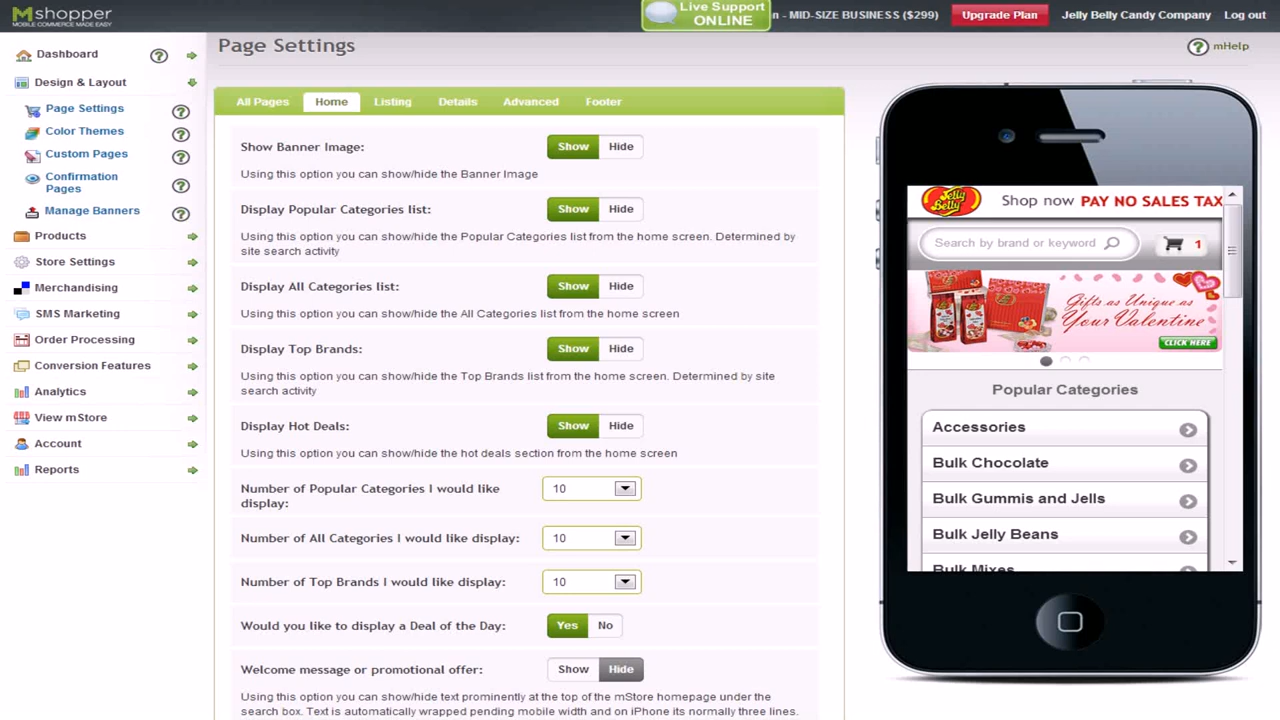 Mshopper
MOBILE COMMERCE MADE EASY
Live Support
ONLINE
n - MID-SIZE BUSINESS ($299)
Upgrade Plan
Jelly Belly Candy Company
Log out
Dashboard
Design & Layout
Page Settings
Color Themes
Custom Pages
Confirmation
Pages
Manage Banners
Products
Store Settings
Merchandising
SMS Marketing
Order Processing
Conversion Features
Analytics
View mStore
Account
Reports
Page Settings
mHelp
All Pages Home Listing Details Advanced Footer
Show Banner Image: Show Hide
Using this option you can show/hide the Banner Image
Display Popular Categories list: Show Hide
Using this option you can show/hide the Popular Categories list from the home screen. Determined by
site search activity
Display All Categories list: Show Hide
Using this option you can show/hide the All Categories list from the home screen
Display Top Brands: Show Hide
Using this option you can show/hide the Top Brands list from the home screen. Determined by site
search activity
Display Hot Deals: Show Hide
Using this option you can show/hide the hot deals section from the home screen
Number of Popular Categories I would like
display:
10
Number of All Categories I would like display: 10
Number of Top Brands I would like display: 10
Would you like to display a Deal of the Day: Yes No
Welcome message or promotional offer: Show Hide
Using this option you can show/hide text prominently at the top of the mStore homepage under the
search box. Text is automatically wrapped pending mobile width and on iPhone its normally three lines.
Jelly
Belly
Shop now PAY NO SALES TAX
Search by brand or keyword
1
Gifts as Unique as
Your Valentine
CLICK HERE
Popular Categories
Accessories
Bulk Chocolate
Bulk Gummis and Jells
Bulk Jelly Beans
Bulk Mixes